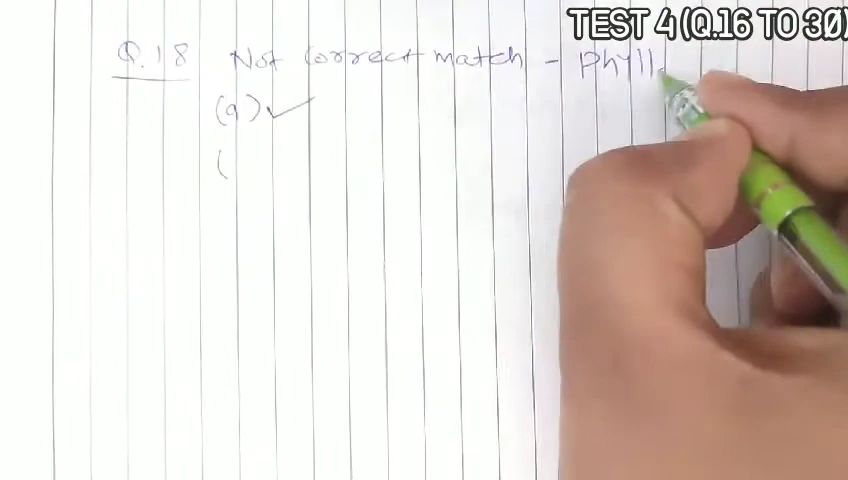 TEST 4 (Q.16 TO 30)
Q.18 Not Correct match - Phyll
(a) ✓
(